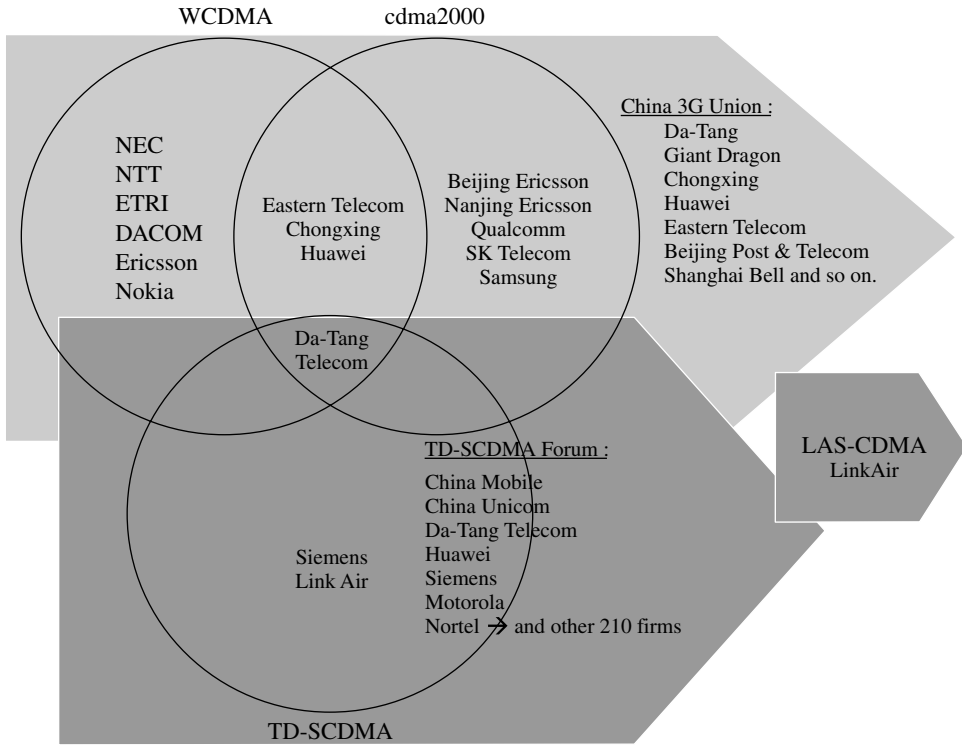 WCDMA
cdma2000
NEC
NTT
ETRI
DACOM
Ericsson
Nokia
Eastern Telecom
Chongxing
Huawei
Beijing Ericsson
Nanjing Ericsson
Qualcomm
SK Telecom
Samsung
China 3G Union :
Da-Tang
Giant Dragon
Chongxing
Huawei
Eastern Telecom
Beijing Post & Telecom
Shanghai Bell and so on.
Da-Tang
Telecom
TD-SCDMA Forum :
China Mobile
China Unicom
Da-Tang Telecom
Huawei
Siemens
Motorola
Nortel → and other 210 firms
Siemens
Link Air
TD-SCDMA
LAS-CDMA
LinkAir